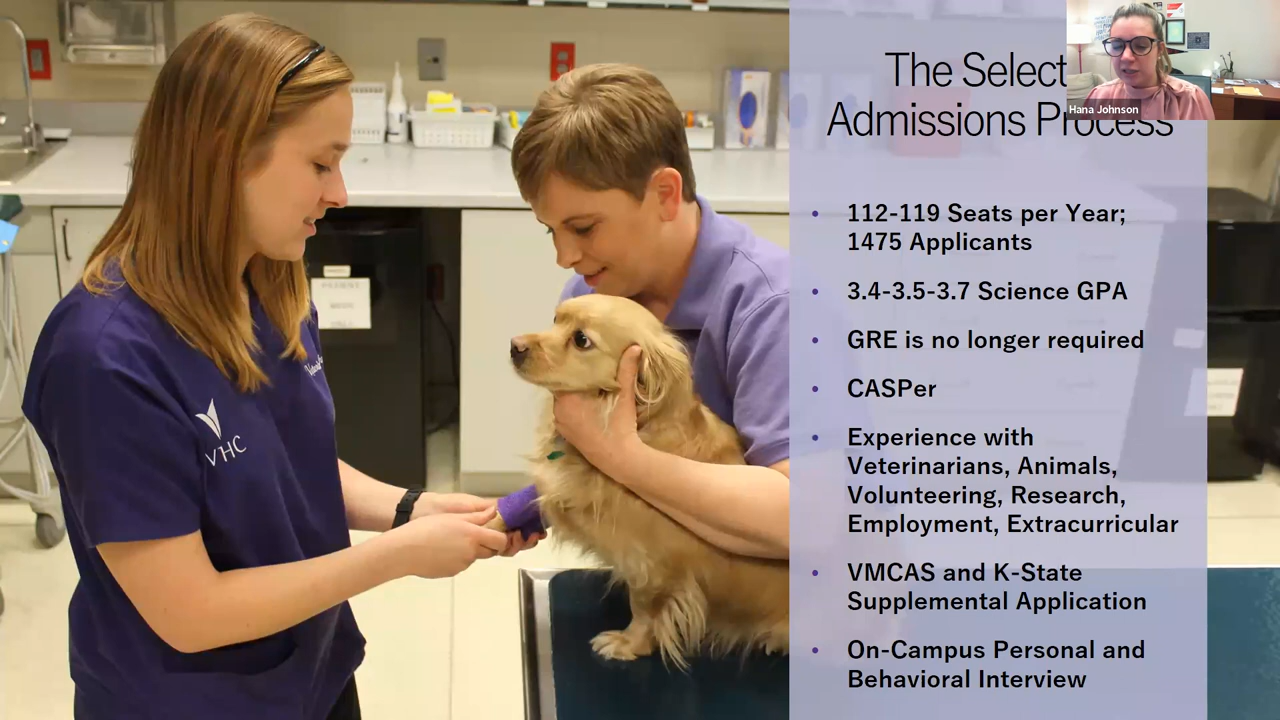 The Select
Admissions Process
Hana Johnson
• 112-119 Seats per Year;
1475 Applicants
• 3.4-3.5-3.7 Science GPA
• GRE is no longer required
• CASPer
• Experience with
Veterinarians, Animals,
Volunteering, Research,
Employment, Extracurricular
• VMCAS and K-State
Supplemental Application
• On-Campus Personal and
Behavioral Interview
VHC